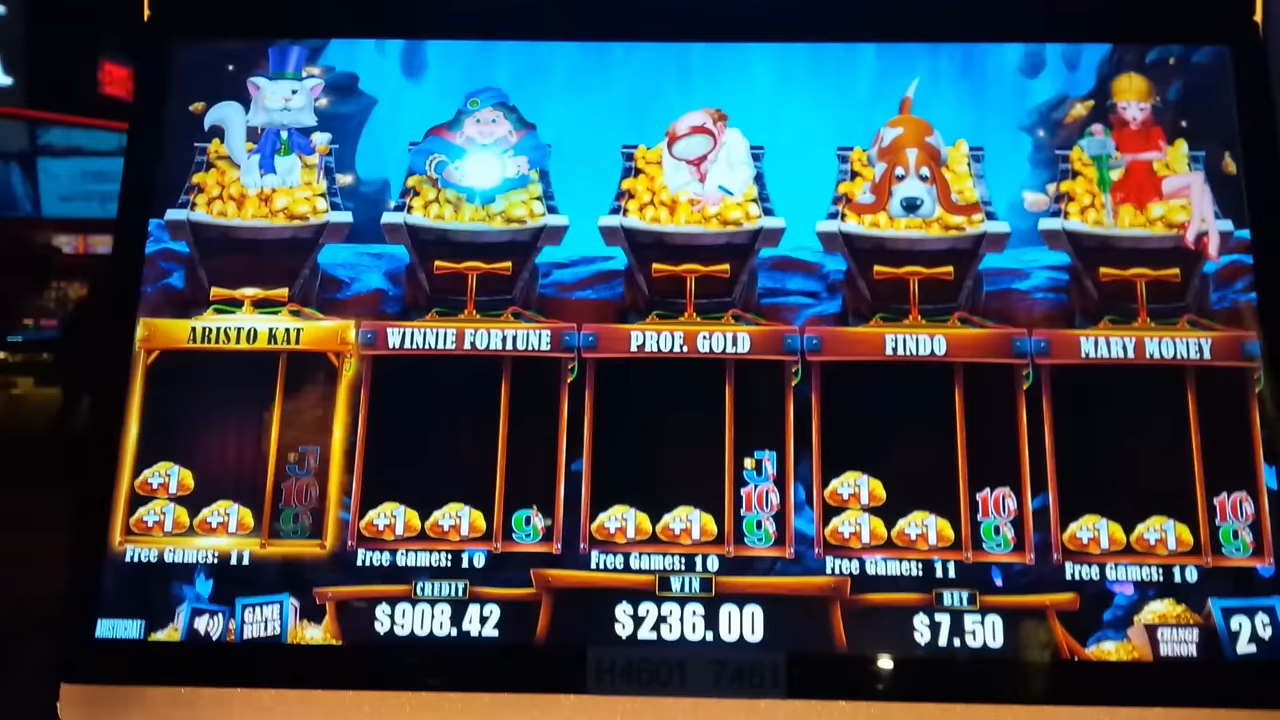 EXIT
ARISTO KAT
WINNIE FORTUNE
PROF. GOLD
FINDO
MARY MONEY
J
10
9
9
J
10
9
10
9
10
9
+1
+1 +1
+1 +1
+1 +1
+1
+1 +1
+1 +1
Free Games: 11
Free Games: 10
Free Games: 10
Free Games: 11
Free Games: 10
CREDIT
$908.42
WIN
$236.00
BET
$7.50
ARISTOCRAT
GAME
RULES
CHANGE
DENOM
2¢
H4601 7461